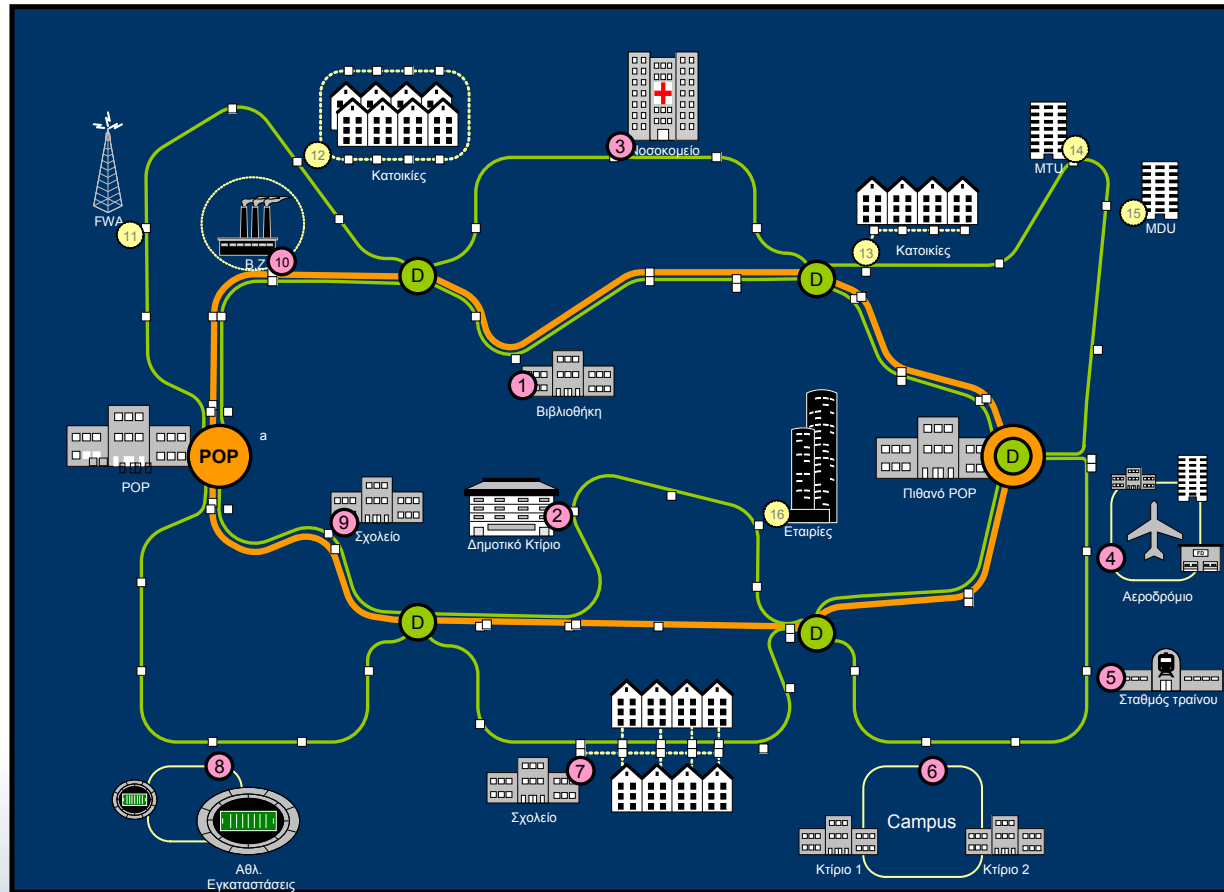 12
Κατοικίες
3
Νοσοκομείο
MTU
14
15
MDU
FWA
11
Β.Ζ
10
13
Κατοικίες
D
D
1
Βιβλιοθήκη
POP
a
POP
D
Πιθανό POP
9
Σχολείο
2
Δημοτικό Κτίριο
16
Εταιρίες
4
Αεροδρόμιο
D
D
5
Σταθμός τραίνου
8
7
Σχολείο
6
Campus
Κτίριο 1
Κτίριο 2
Αθλ.
Εγκαταστάσεις